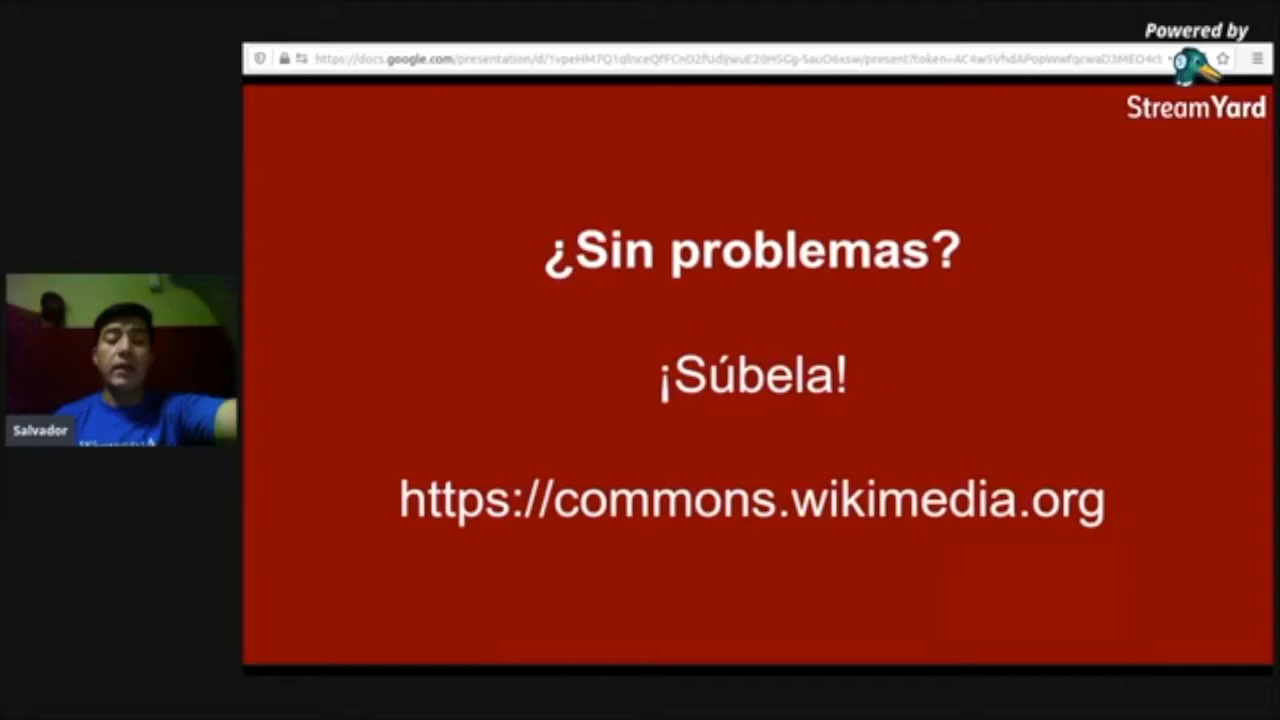 Powered by
StreamYard
¿Sin problemas?
¡Súbela!
https://commons.wikimedia.org
Salvador